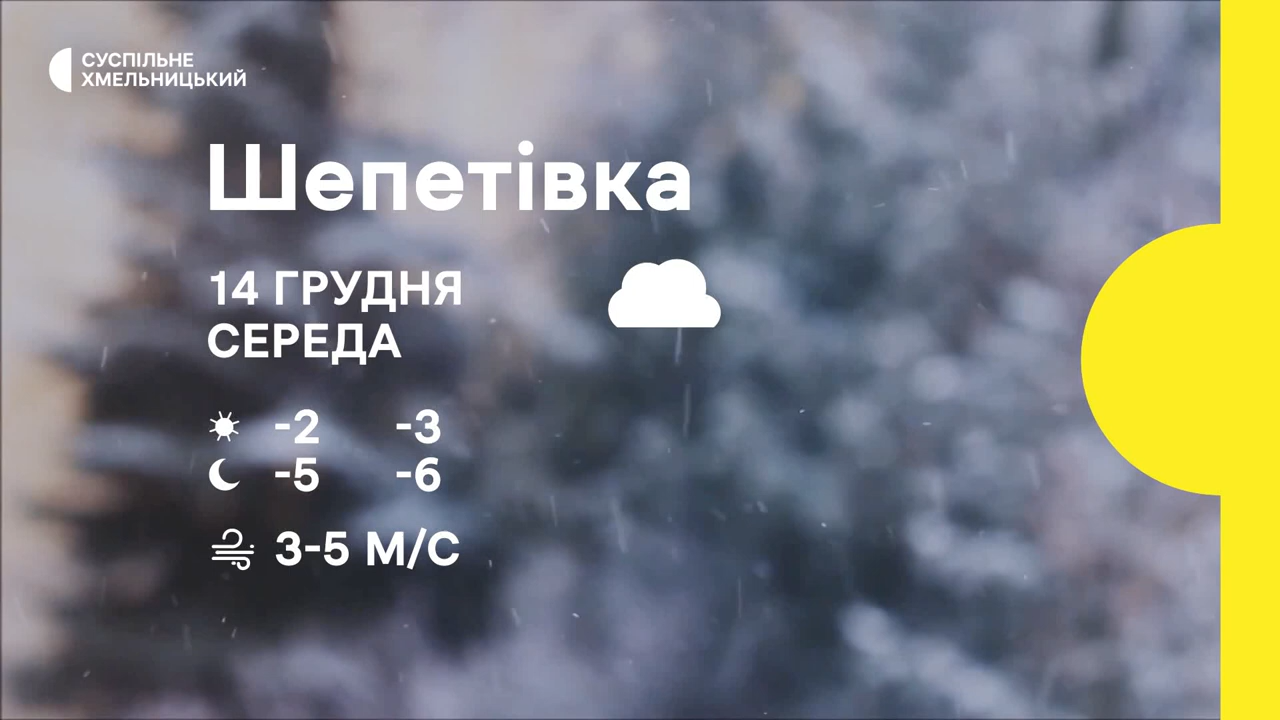 СУСПІЛЬНЕ
ХМЕЛЬНИЦЬКИЙ
Шепетівка
14 ГРУДНЯ
СЕРЕДА
-2 -3
-5 -6
3-5 М/С